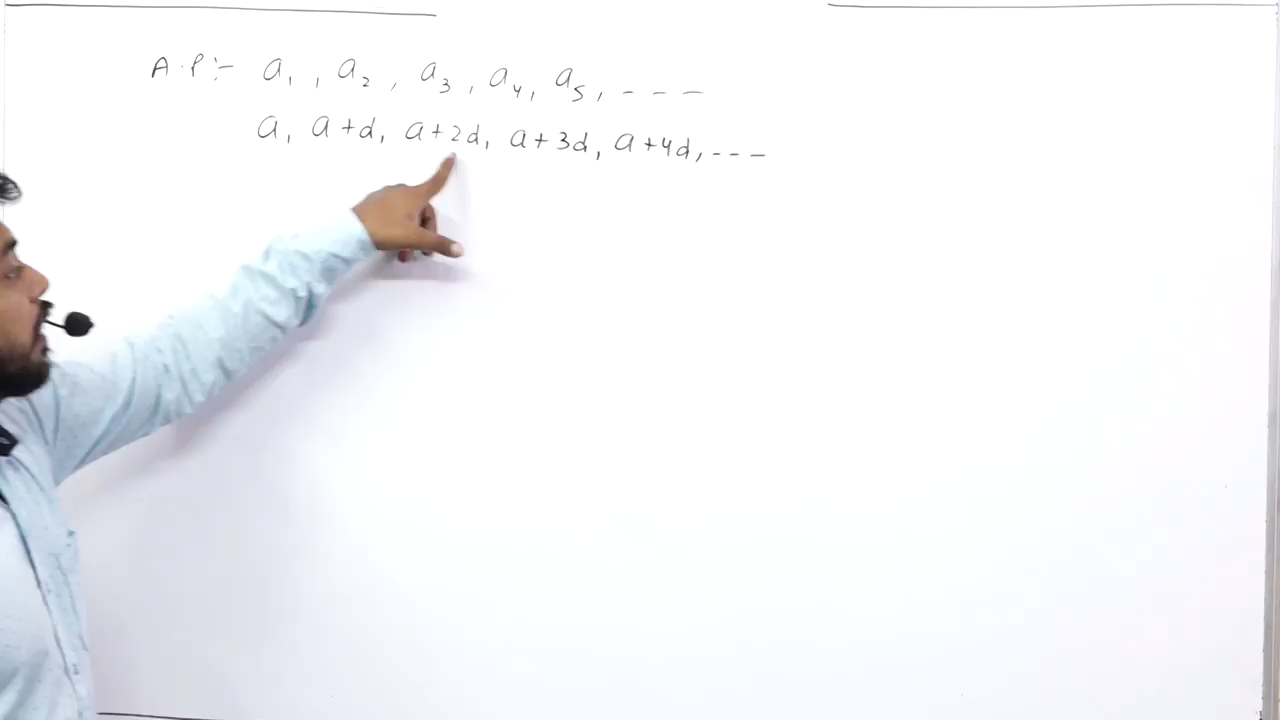 A.P:- a₁, a₂, a₃, a₄, a₅, ---
a, a+d, a+2d, a+3d, a+4d, ---